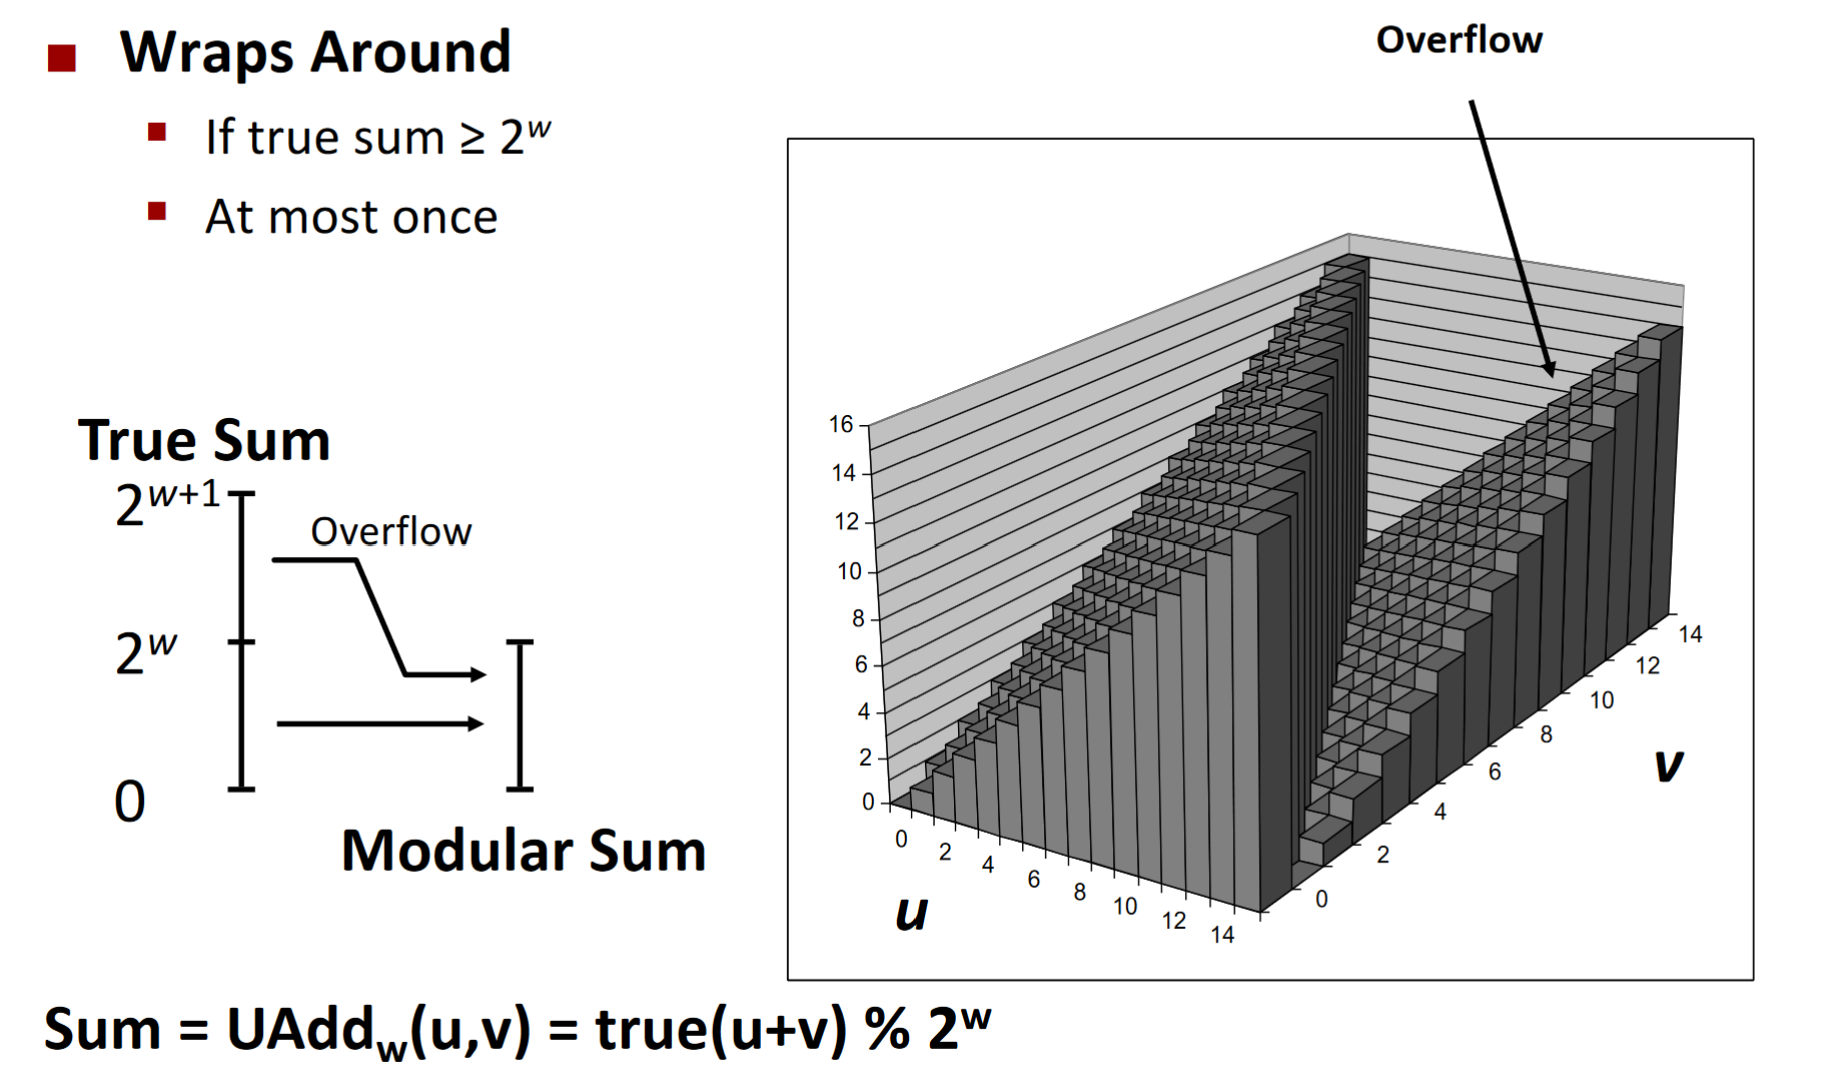 Wraps Around
If true sum ≥ 2^w
At most once
True Sum
2^w+1
Overflow
2^w
0
Modular Sum
Overflow
16
14
12
10
8
6
4
2
0
0 2 4 6 8 10 12 14
u
0 2 4 6 8 10 12 14
v
Sum = UAdd_w(u,v) = true(u+v) % 2^w